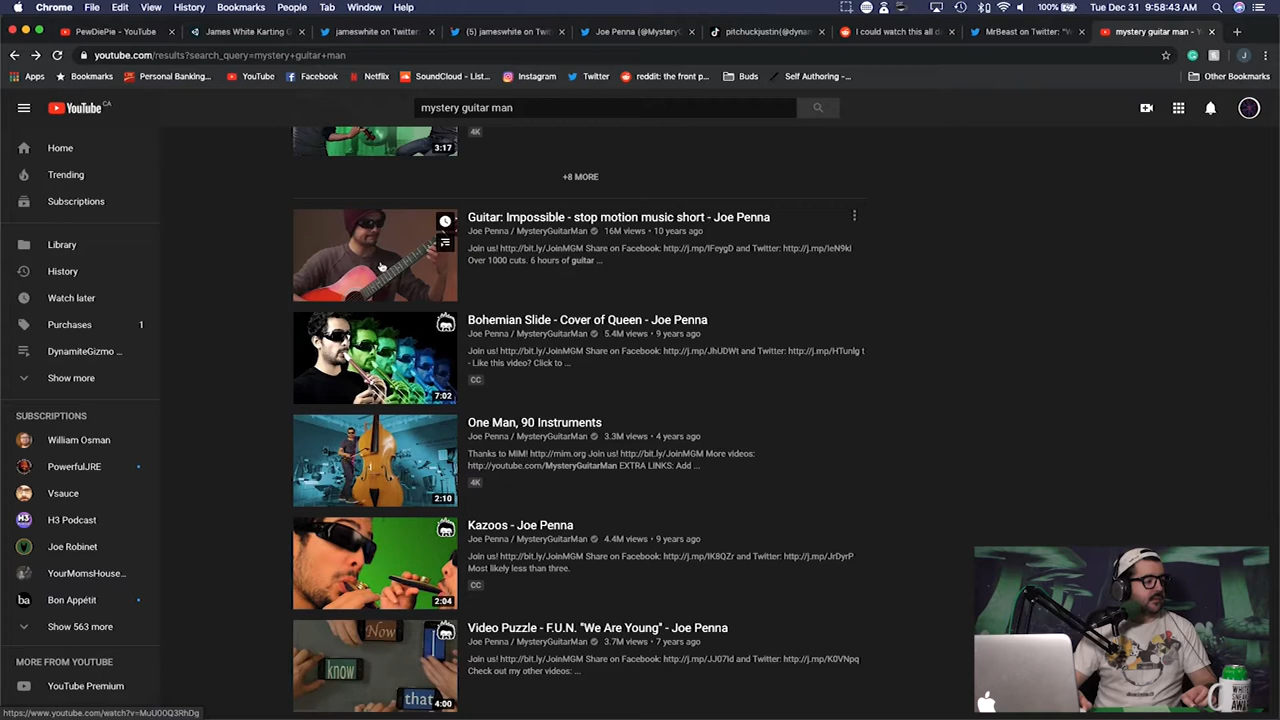 Chrome File Edit View History Bookmarks People Tab Window Help 100% Tue Dec 31 9:58:43 AM
PewDiePie - YouTube James White Karting G jameswhite on Twit (5) jameswhite on Twi Joe Penna (@MysteryG pitchuckjustin(@dynam I could watch this all d MrBeast on Twitter: "Ve mystery guitar man - Y
youtube.com/results?search_query=mystery+guitar+man
Apps Bookmarks Personal Banking... YouTube Facebook Netflix SoundCloud - List... Instagram Twitter reddit: the front p... Buds Self Authoring -... Other Bookmarks
YouTube CA
mystery guitar man
Home
Trending
Subscriptions
Library
History
Watch later
Purchases 1
DynamiteGizmo ...
Show more
SUBSCRIPTIONS
William Osman
PowerfulJRE
Vsauce
H3 Podcast
Joe Robinet
YourMomsHouse...
ba Bon Appétit
Show 563 more
MORE FROM YOUTUBE
YouTube Premium
https://www.youtube.com/watch?v=MuU00Q3RhDg
3:17
4K
+8 MORE
Guitar: Impossible - stop motion music short - Joe Penna
Joe Penna / MysteryGuitarMan 16M views • 10 years ago
Join us! http://bit.ly/JoinMGM Share on Facebook: http://j.mp/IFeygD and Twitter: http://j.mp/IeN9kI
Over 1000 cuts. 6 hours of guitar ...
7:02
Bohemian Slide - Cover of Queen - Joe Penna
Joe Penna / MysteryGuitarMan 5.4M views • 9 years ago
Join us! http://bit.ly/JoinMGM Share on Facebook: http://j.mp/JhUDWt and Twitter: http://j.mp/HTunIg t
- Like this video? Click to ...
CC
2:10
One Man, 90 Instruments
Joe Penna / MysteryGuitarMan 3.3M views • 4 years ago
Thanks to MIM! http://mim.org Join us! http://bit.ly/JoinMGM More videos:
http://youtube.com/MysteryGuitarMan EXTRA LINKS: Add ...
4K
2:04
Kazoos - Joe Penna
Joe Penna / MysteryGuitarMan 4.4M views • 9 years ago
Join us! http://bit.ly/JoinMGM Share on Facebook: http://j.mp/IK8QZr and Twitter: http://j.mp/JrDyrP
Most likely less than three.
CC
Now
know
that
4:00
Video Puzzle - F.U.N. "We Are Young" - Joe Penna
Joe Penna / MysteryGuitarMan 3.7M views • 7 years ago
Join us! http://bit.ly/JoinMGM Share on Facebook: http://j.mp/JJ07Id and Twitter: http://j.mp/K0VNpq
Check out my other videos: ...